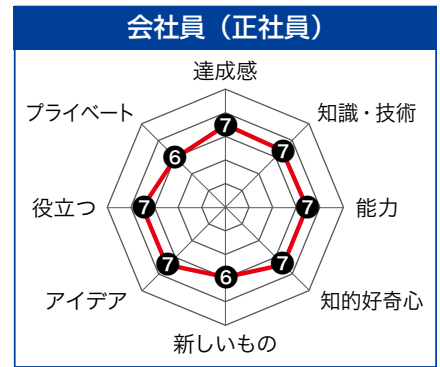 会社員（正社員）
達成感
プライベート
知識・技術
7
6
7
役立つ
7
7
能力
7
6
7
アイデア
知的好奇心
新しいもの